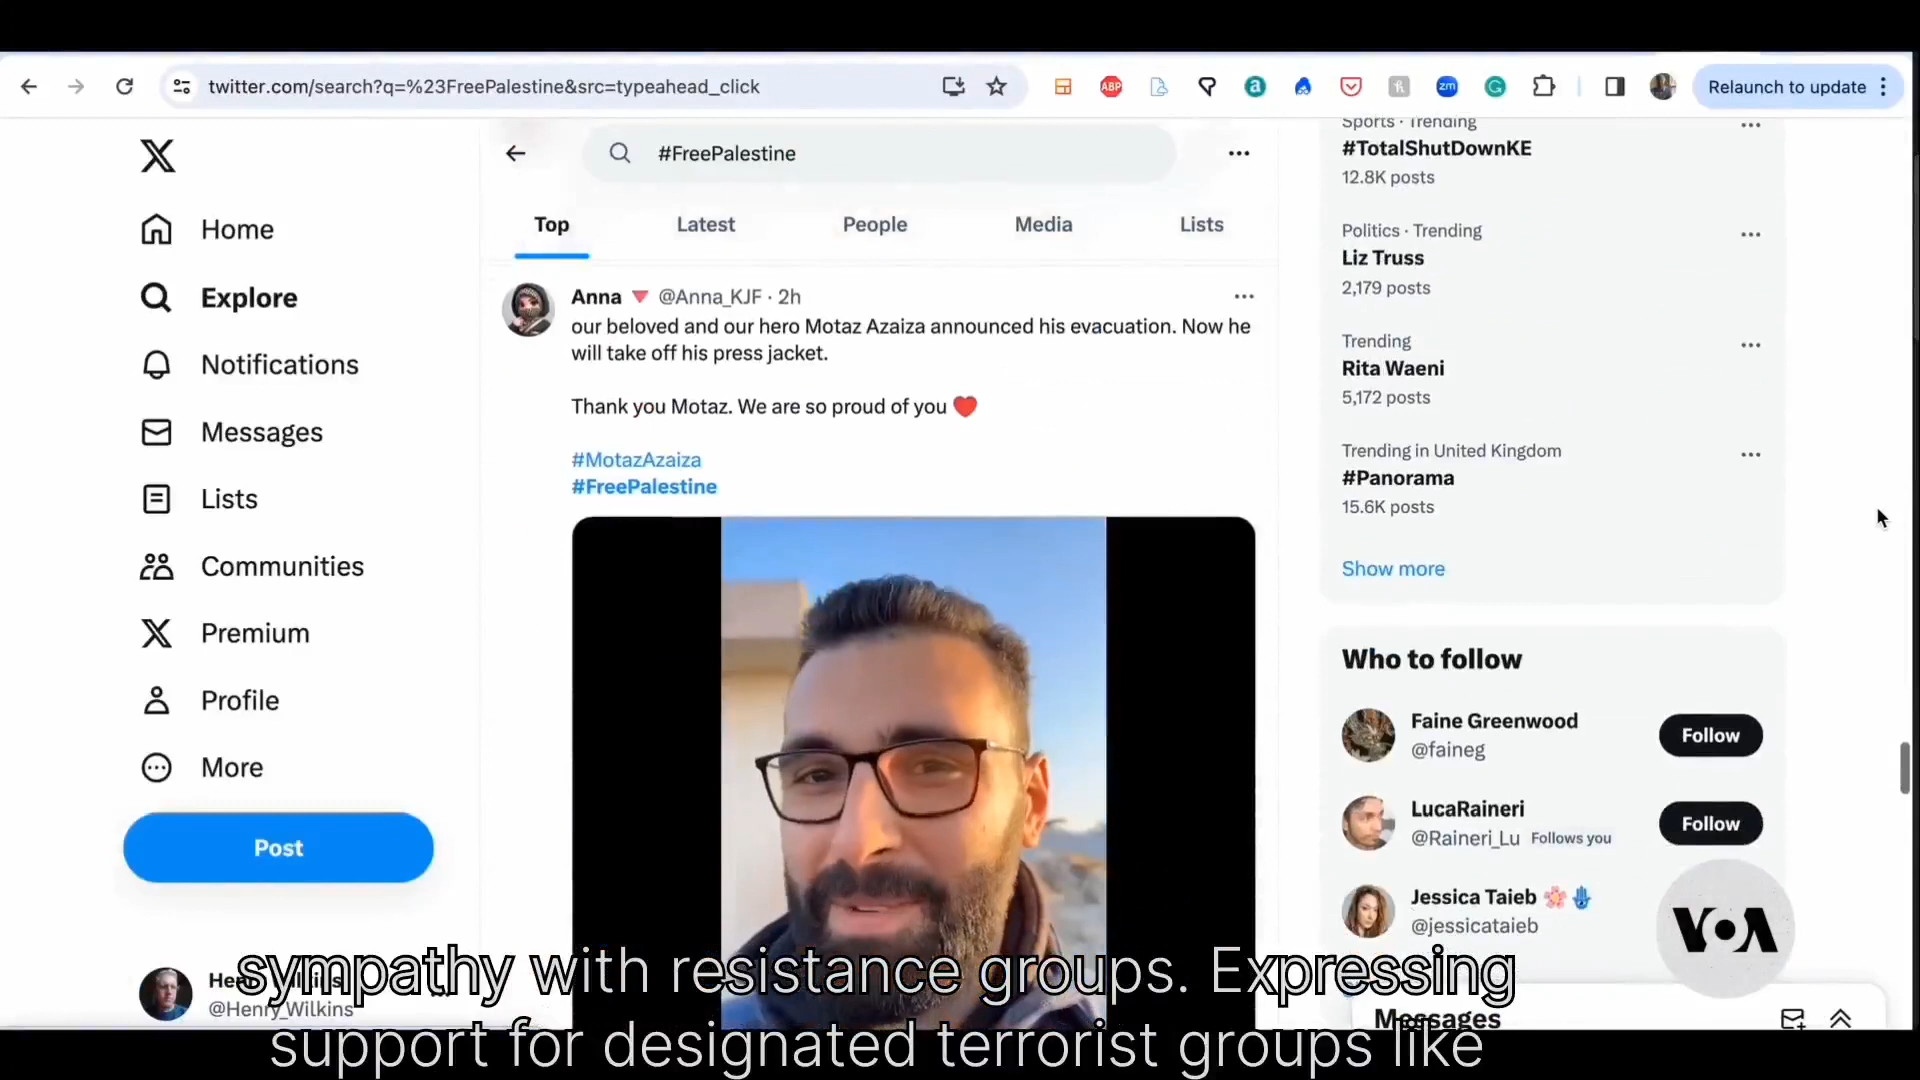 twitter.com/search?q=%23FreePalestine&src=typeahead_click
ABP
a
zm
Relaunch to update
#FreePalestine
Top
Latest
People
Media
Lists
Home
Explore
Notifications
Messages
Lists
Communities
Premium
Profile
More
Post
@Henry_Wilkins
Anna @Anna_KJF · 2h
our beloved and our hero Motaz Azaiza announced his evacuation. Now he
will take off his press jacket.
Thank you Motaz. We are so proud of you
#MotazAzaiza
#FreePalestine
Sports · Trending
#TotalShutDownKE
12.8K posts
Politics · Trending
Liz Truss
2,179 posts
Trending
Rita Waeni
5,172 posts
Trending in United Kingdom
#Panorama
15.6K posts
Show more
Who to follow
Faine Greenwood
@faineg
Follow
LucaRaineri
@Raineri_Lu Follows you
Follow
Jessica Taieb
@jessicataieb
VOA
Messages
sympathy with resistance groups. Expressing
support for designated terrorist groups like